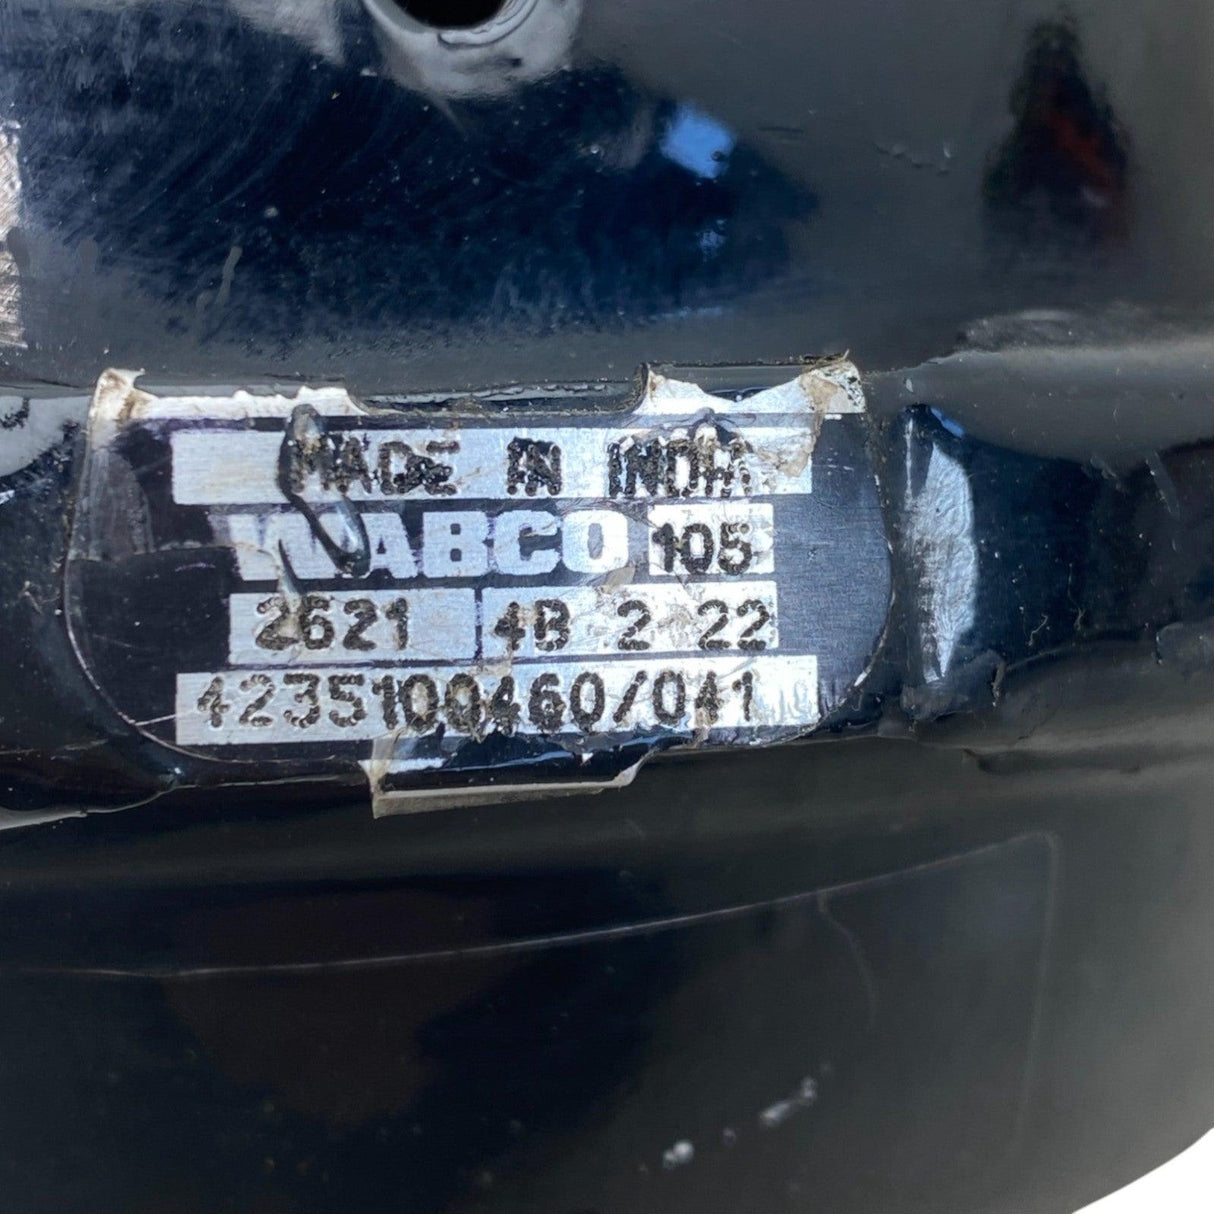 MADE IN INDIA
WABCO 105
2621 4B 2 22
4235100460/041